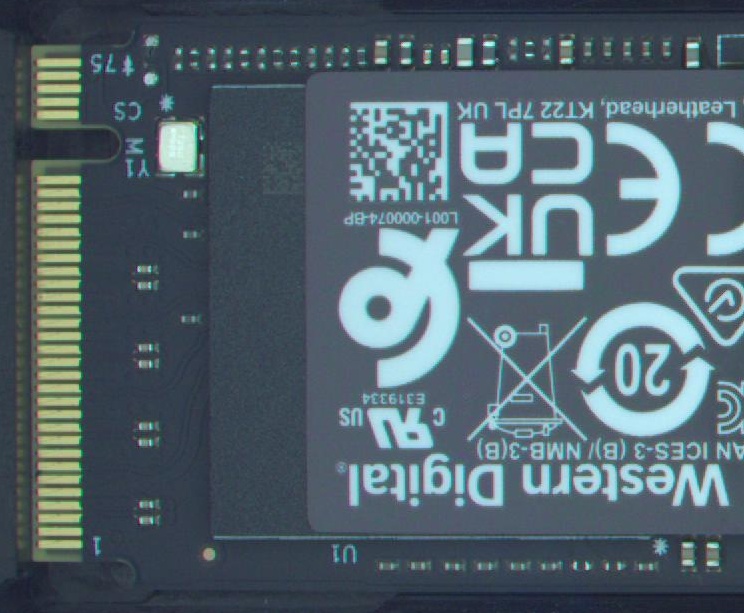 U1
1
Western Digital®
AN ICES-3 (B)/ NMB-3(B)
C US
E319334
20
L001-000074-BP
UK
CA
CE
Leatherhead, KT22 7PL UK
Y1
75